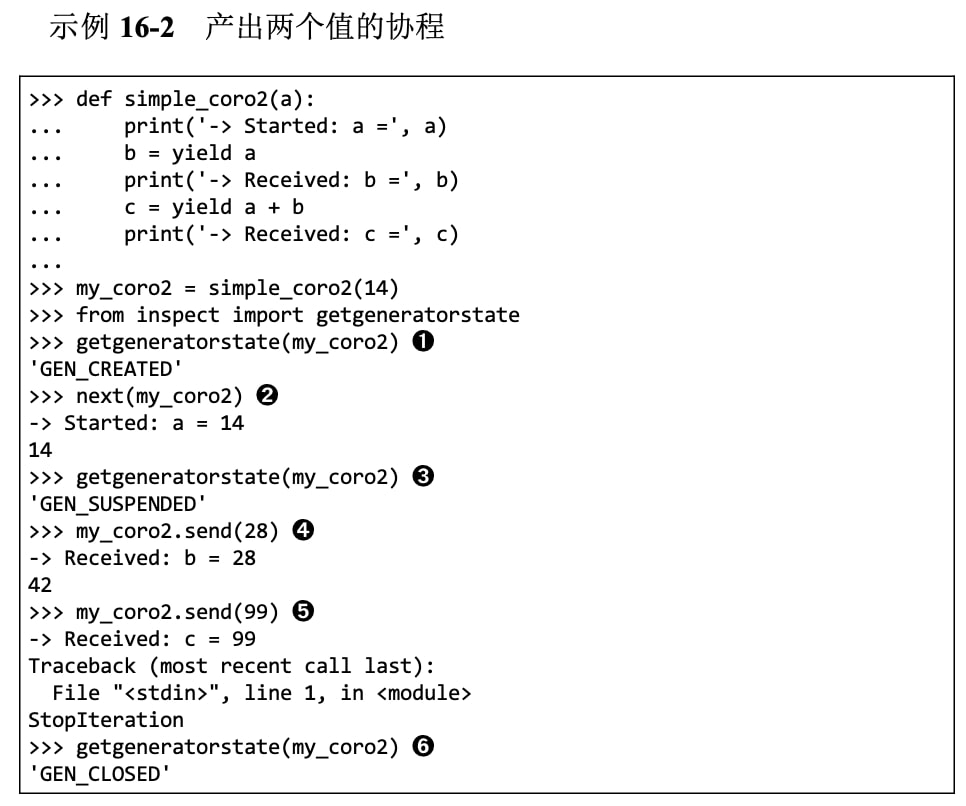 示例 16-2 产出两个值的协程
>>> def simple_coro2(a):
...     print('-> Started: a =', a)
...     b = yield a
...     print('-> Received: b =', b)
...     c = yield a + b
...     print('-> Received: c =', c)
...
>>> my_coro2 = simple_coro2(14)
>>> from inspect import getgeneratorstate
>>> getgeneratorstate(my_coro2) ❶
'GEN_CREATED'
>>> next(my_coro2) ❷
-> Started: a = 14
14
>>> getgeneratorstate(my_coro2) ❸
'GEN_SUSPENDED'
>>> my_coro2.send(28) ❹
-> Received: b = 28
42
>>> my_coro2.send(99) ❺
-> Received: c = 99
Traceback (most recent call last):
  File "<stdin>", line 1, in <module>
StopIteration
>>> getgeneratorstate(my_coro2) ❻
'GEN_CLOSED'